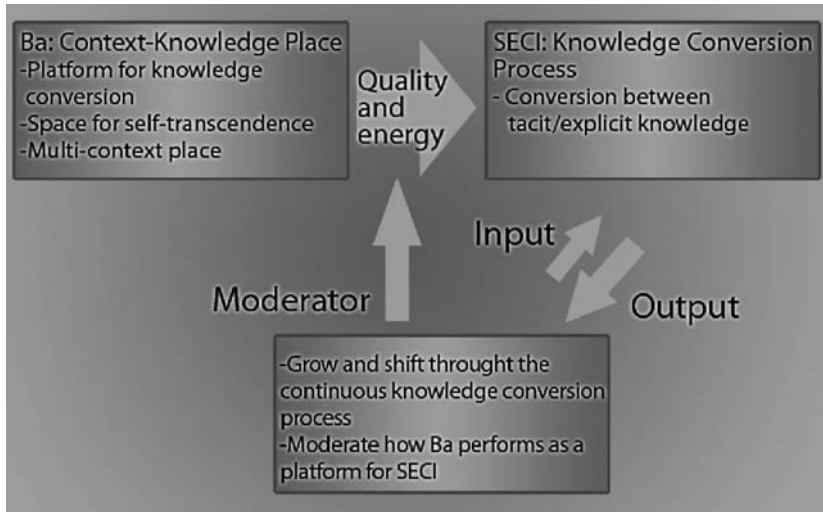 Ba: Context-Knowledge Place
-Platform for knowledge
conversion
-Space for self-transcendence
-Multi-context place
Quality
and
energy
SECI: Knowledge Conversion
Process
- Conversion between
tacit/explicit knowledge
Input
Output
Moderator
-Grow and shift throught the
continuous knowledge conversion
process
-Moderate how Ba performs as a
platform for SECI